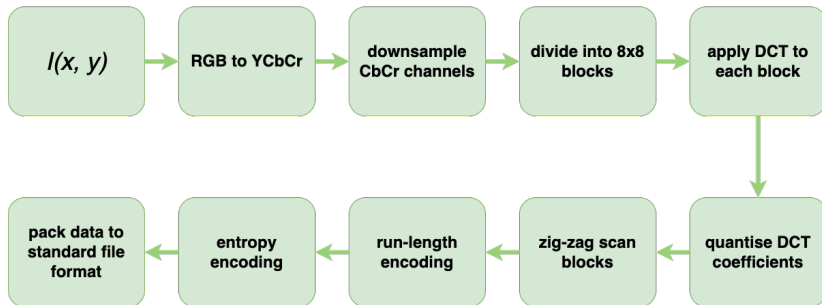 I(x, y)
RGB to YCbCr
downsample
CbCr channels
divide into 8x8
blocks
apply DCT to
each block
quantise DCT
coefficients
zig-zag scan
blocks
run-length
encoding
entropy
encoding
pack data to
standard file
format